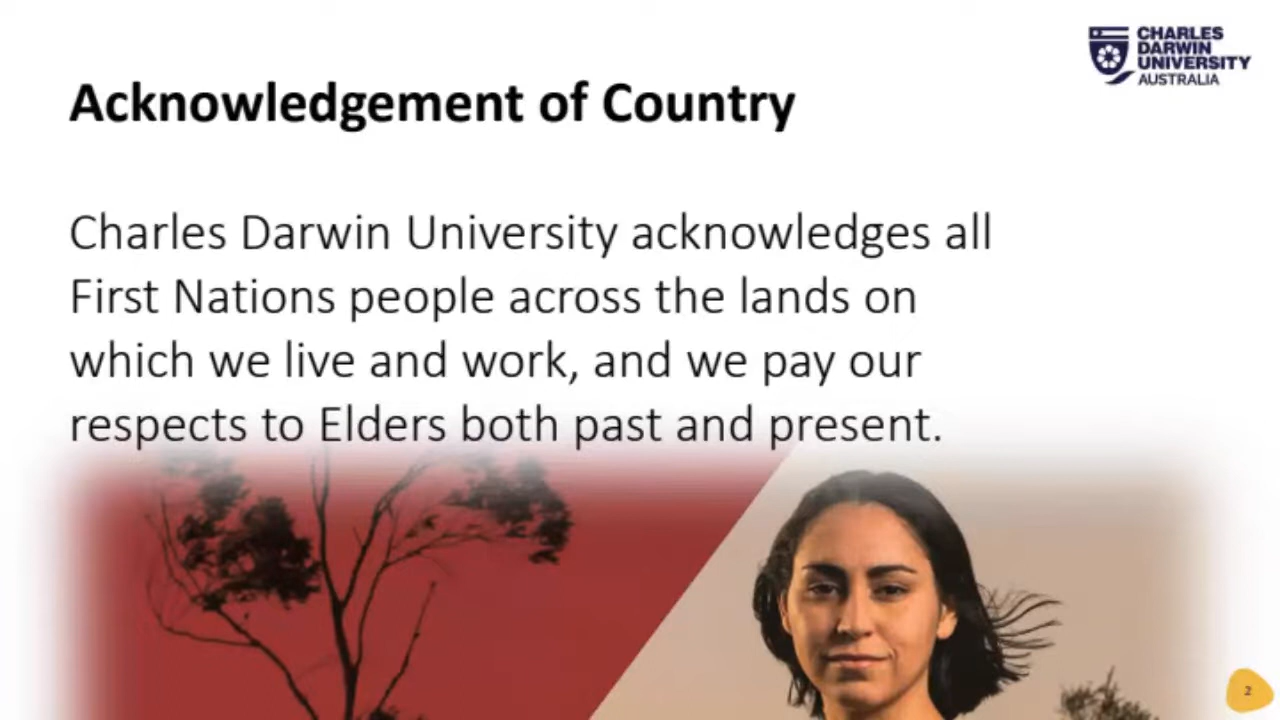 CHARLES
DARWIN
UNIVERSITY
AUSTRALIA
Acknowledgement of Country
Charles Darwin University acknowledges all
First Nations people across the lands on
which we live and work, and we pay our
respects to Elders both past and present.
2